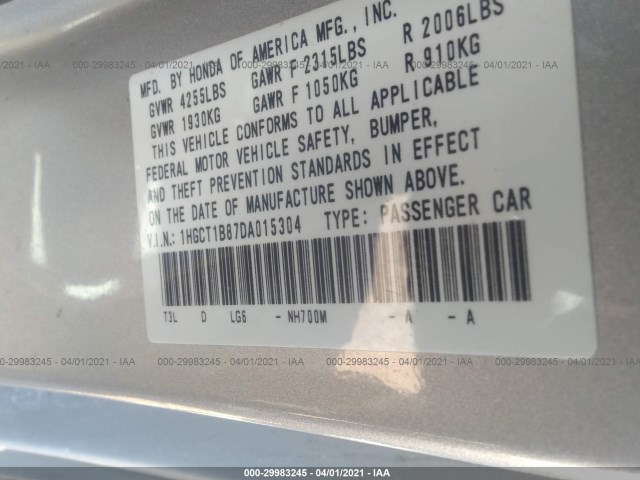 MFD. BY HONDA OF AMERICA MFG., INC.
GVWR 4255LBS GAWR F 2315LBS R 2006LBS
GVWR 1930KG GAWR F 1050KG R 910KG
THIS VEHICLE CONFORMS TO ALL APPLICABLE
FEDERAL MOTOR VEHICLE SAFETY, BUMPER,
AND THEFT PREVENTION STANDARDS IN EFFECT
ON THE DATE OF MANUFACTURE SHOWN ABOVE.
V.I.N.: 1HGCT1B87DA015304 TYPE: PASSENGER CAR
T3L D LG6 - NH700M - A - A
000-29983245 - 04/01/2021 - IAA